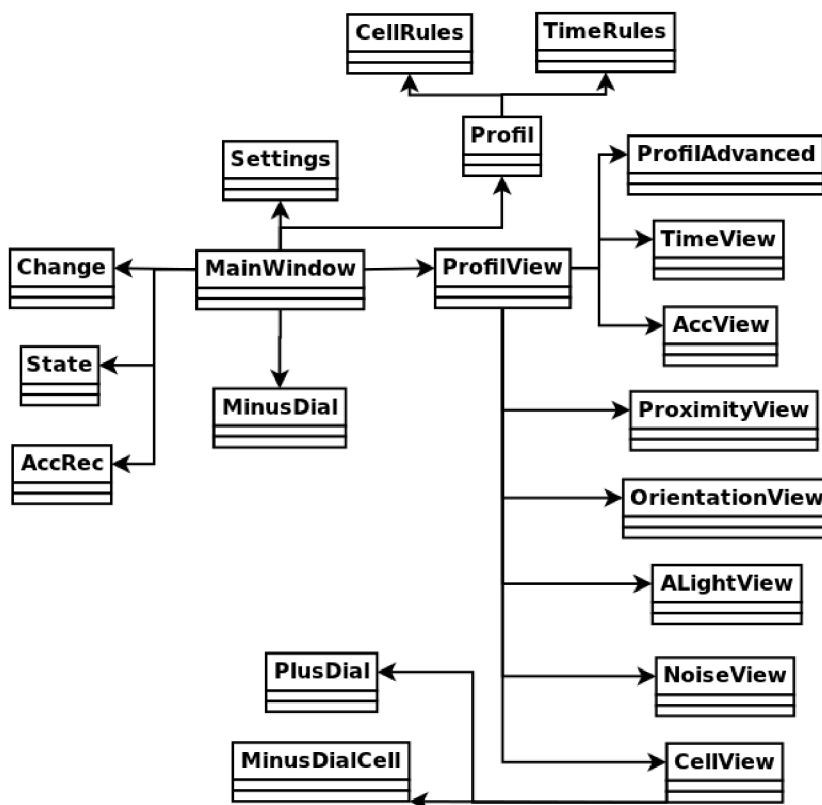 CellRules
TimeRules
Profil
Settings
ProfilAdvanced
Change
MainWindow
ProfilView
TimeView
AccView
State
MinusDial
ProximityView
AccRec
OrientationView
ALightView
PlusDial
NoiseView
MinusDialCell
CellView